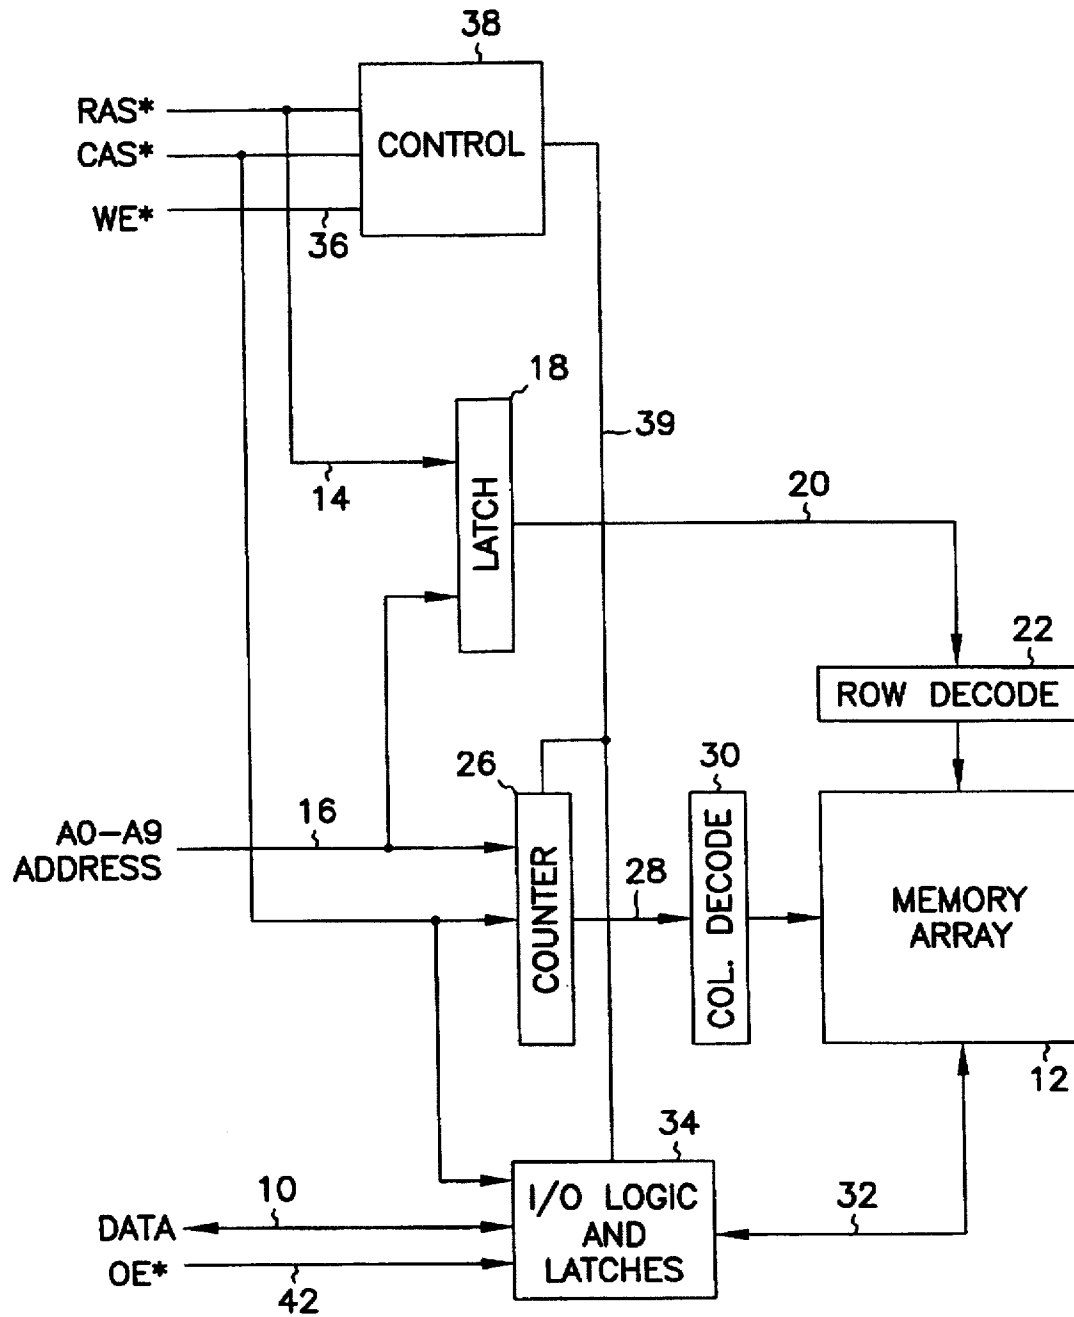 38
RAS*
CAS*
WE*
CONTROL
36
18
39
14
LATCH
20
22
ROW DECODE
26
30
A0-A9
ADDRESS
16
COUNTER
28
COL. DECODE
MEMORY
ARRAY
12
34
I/O LOGIC
AND
LATCHES
32
DATA
10
OE*
42